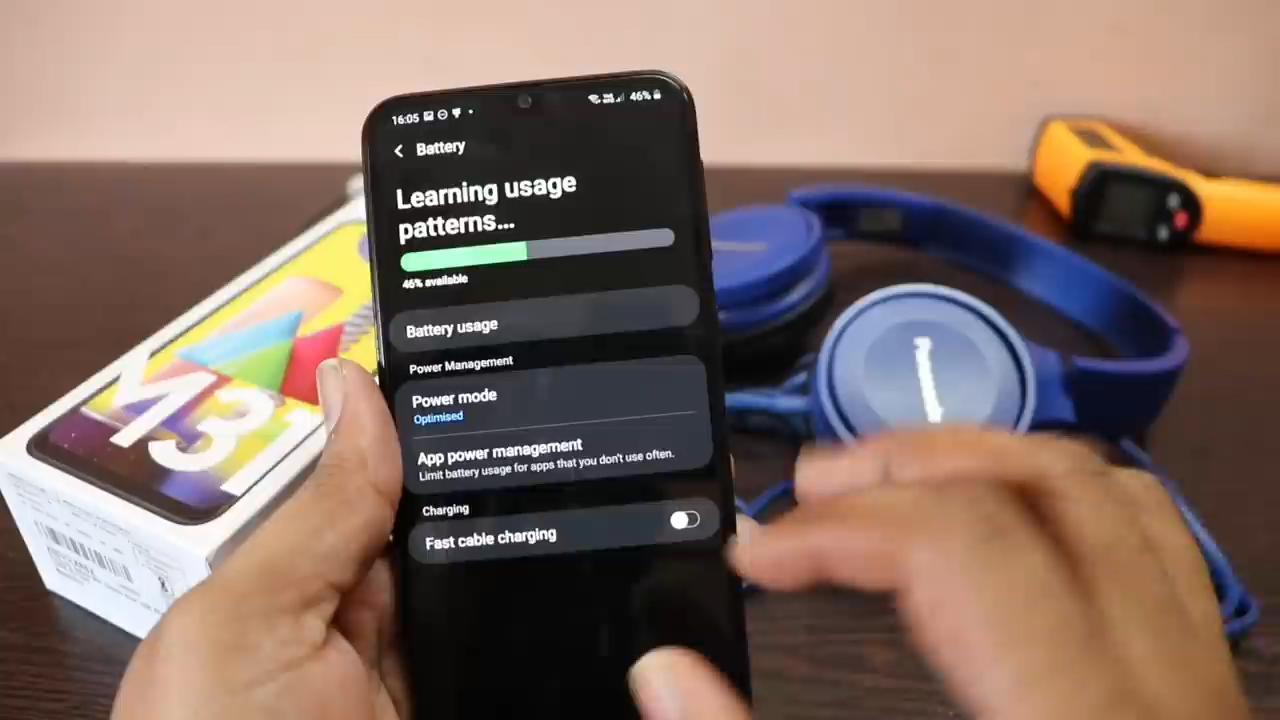 16:05
46%
Battery
Learning usage
patterns...
46% available
Battery usage
Power Management
Power mode
Optimised
App power management
Limit battery usage for apps that you don't use often.
Charging
Fast cable charging
M31